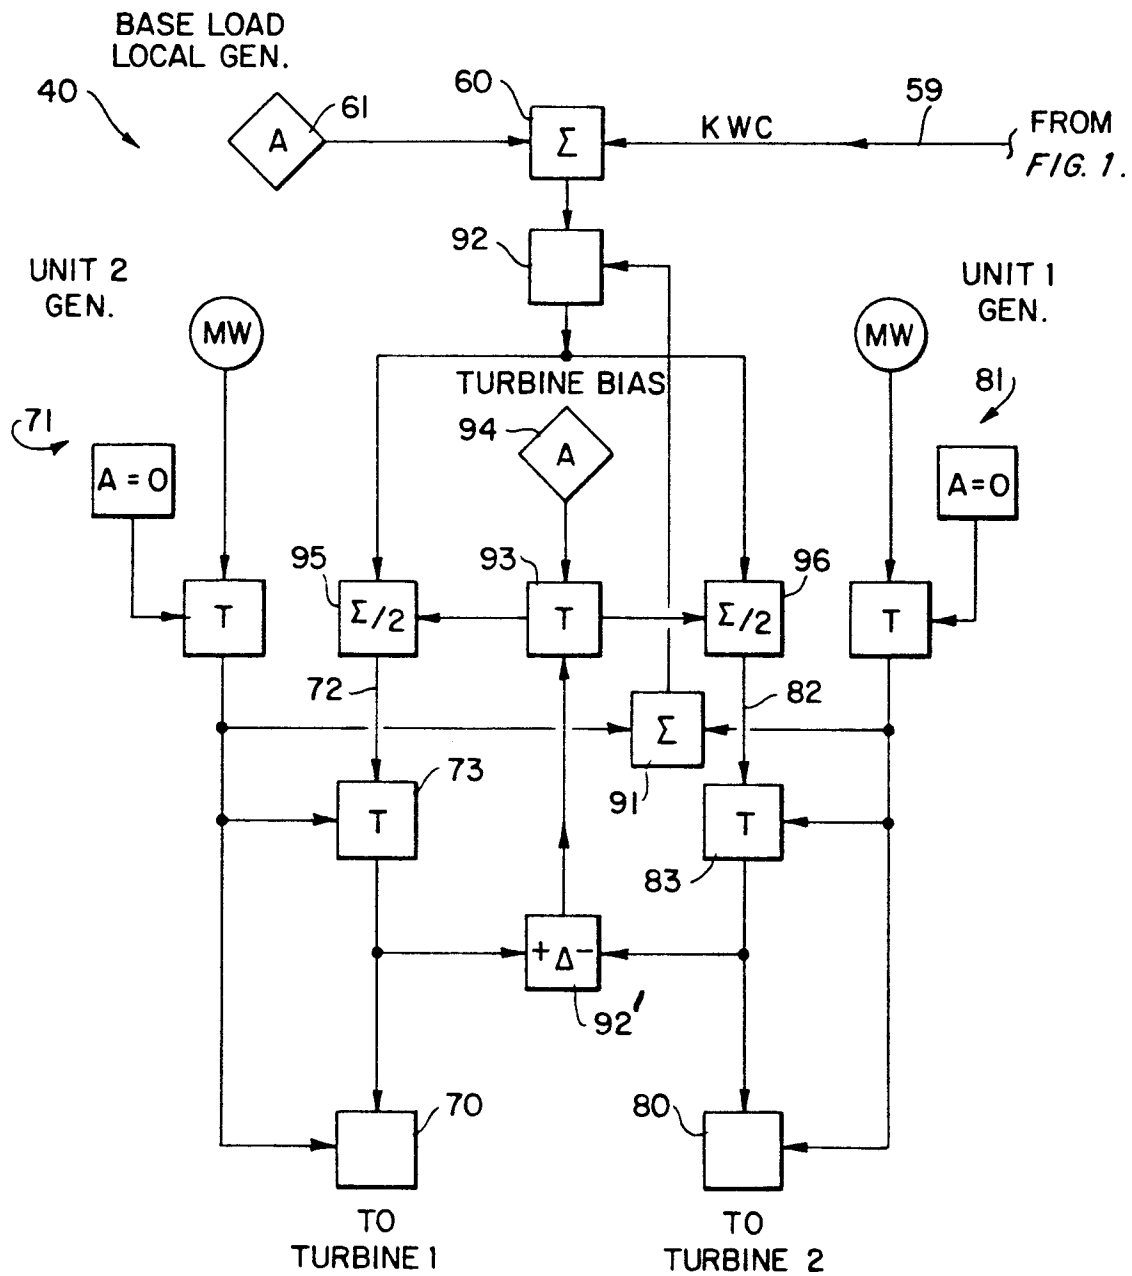 BASE LOAD
LOCAL GEN.
40
61
A
60
Σ
KWC
59
FROM
FIG. 1.
92
UNIT 2
GEN.
MW
UNIT 1
GEN.
MW
TURBINE BIAS
71
A = 0
94
A
81
A=0
95
Σ/2
93
T
96
Σ/2
T
T
72
82
Σ
91
73
T
T
83
+ Δ -
92'
70
80
TO
TURBINE 1
TO
TURBINE 2